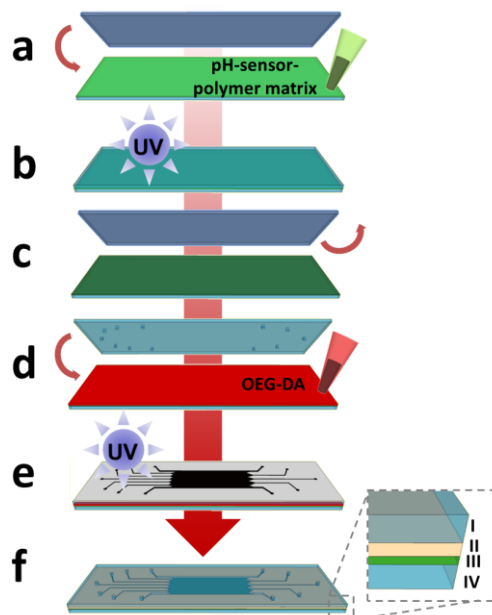 a
pH-sensor-
polymer matrix
UV
b
c
d
OEG-DA
UV
e
I
II
III
IV
f